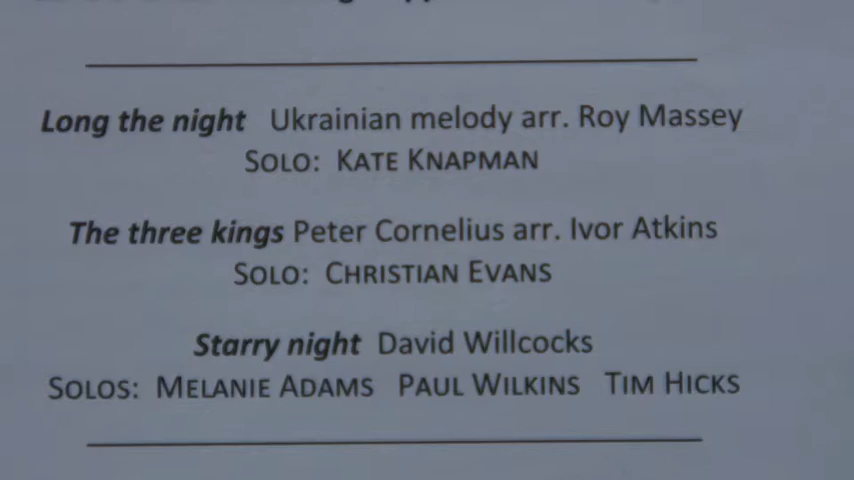 Long the night Ukrainian melody arr. Roy Massey
SOLO: KATE KNAPMAN
The three kings Peter Cornelius arr. Ivor Atkins
SOLO: CHRISTIAN EVANS
Starry night David Willcocks
SOLOS: MELANIE ADAMS PAUL WILKINS TIM HICKS